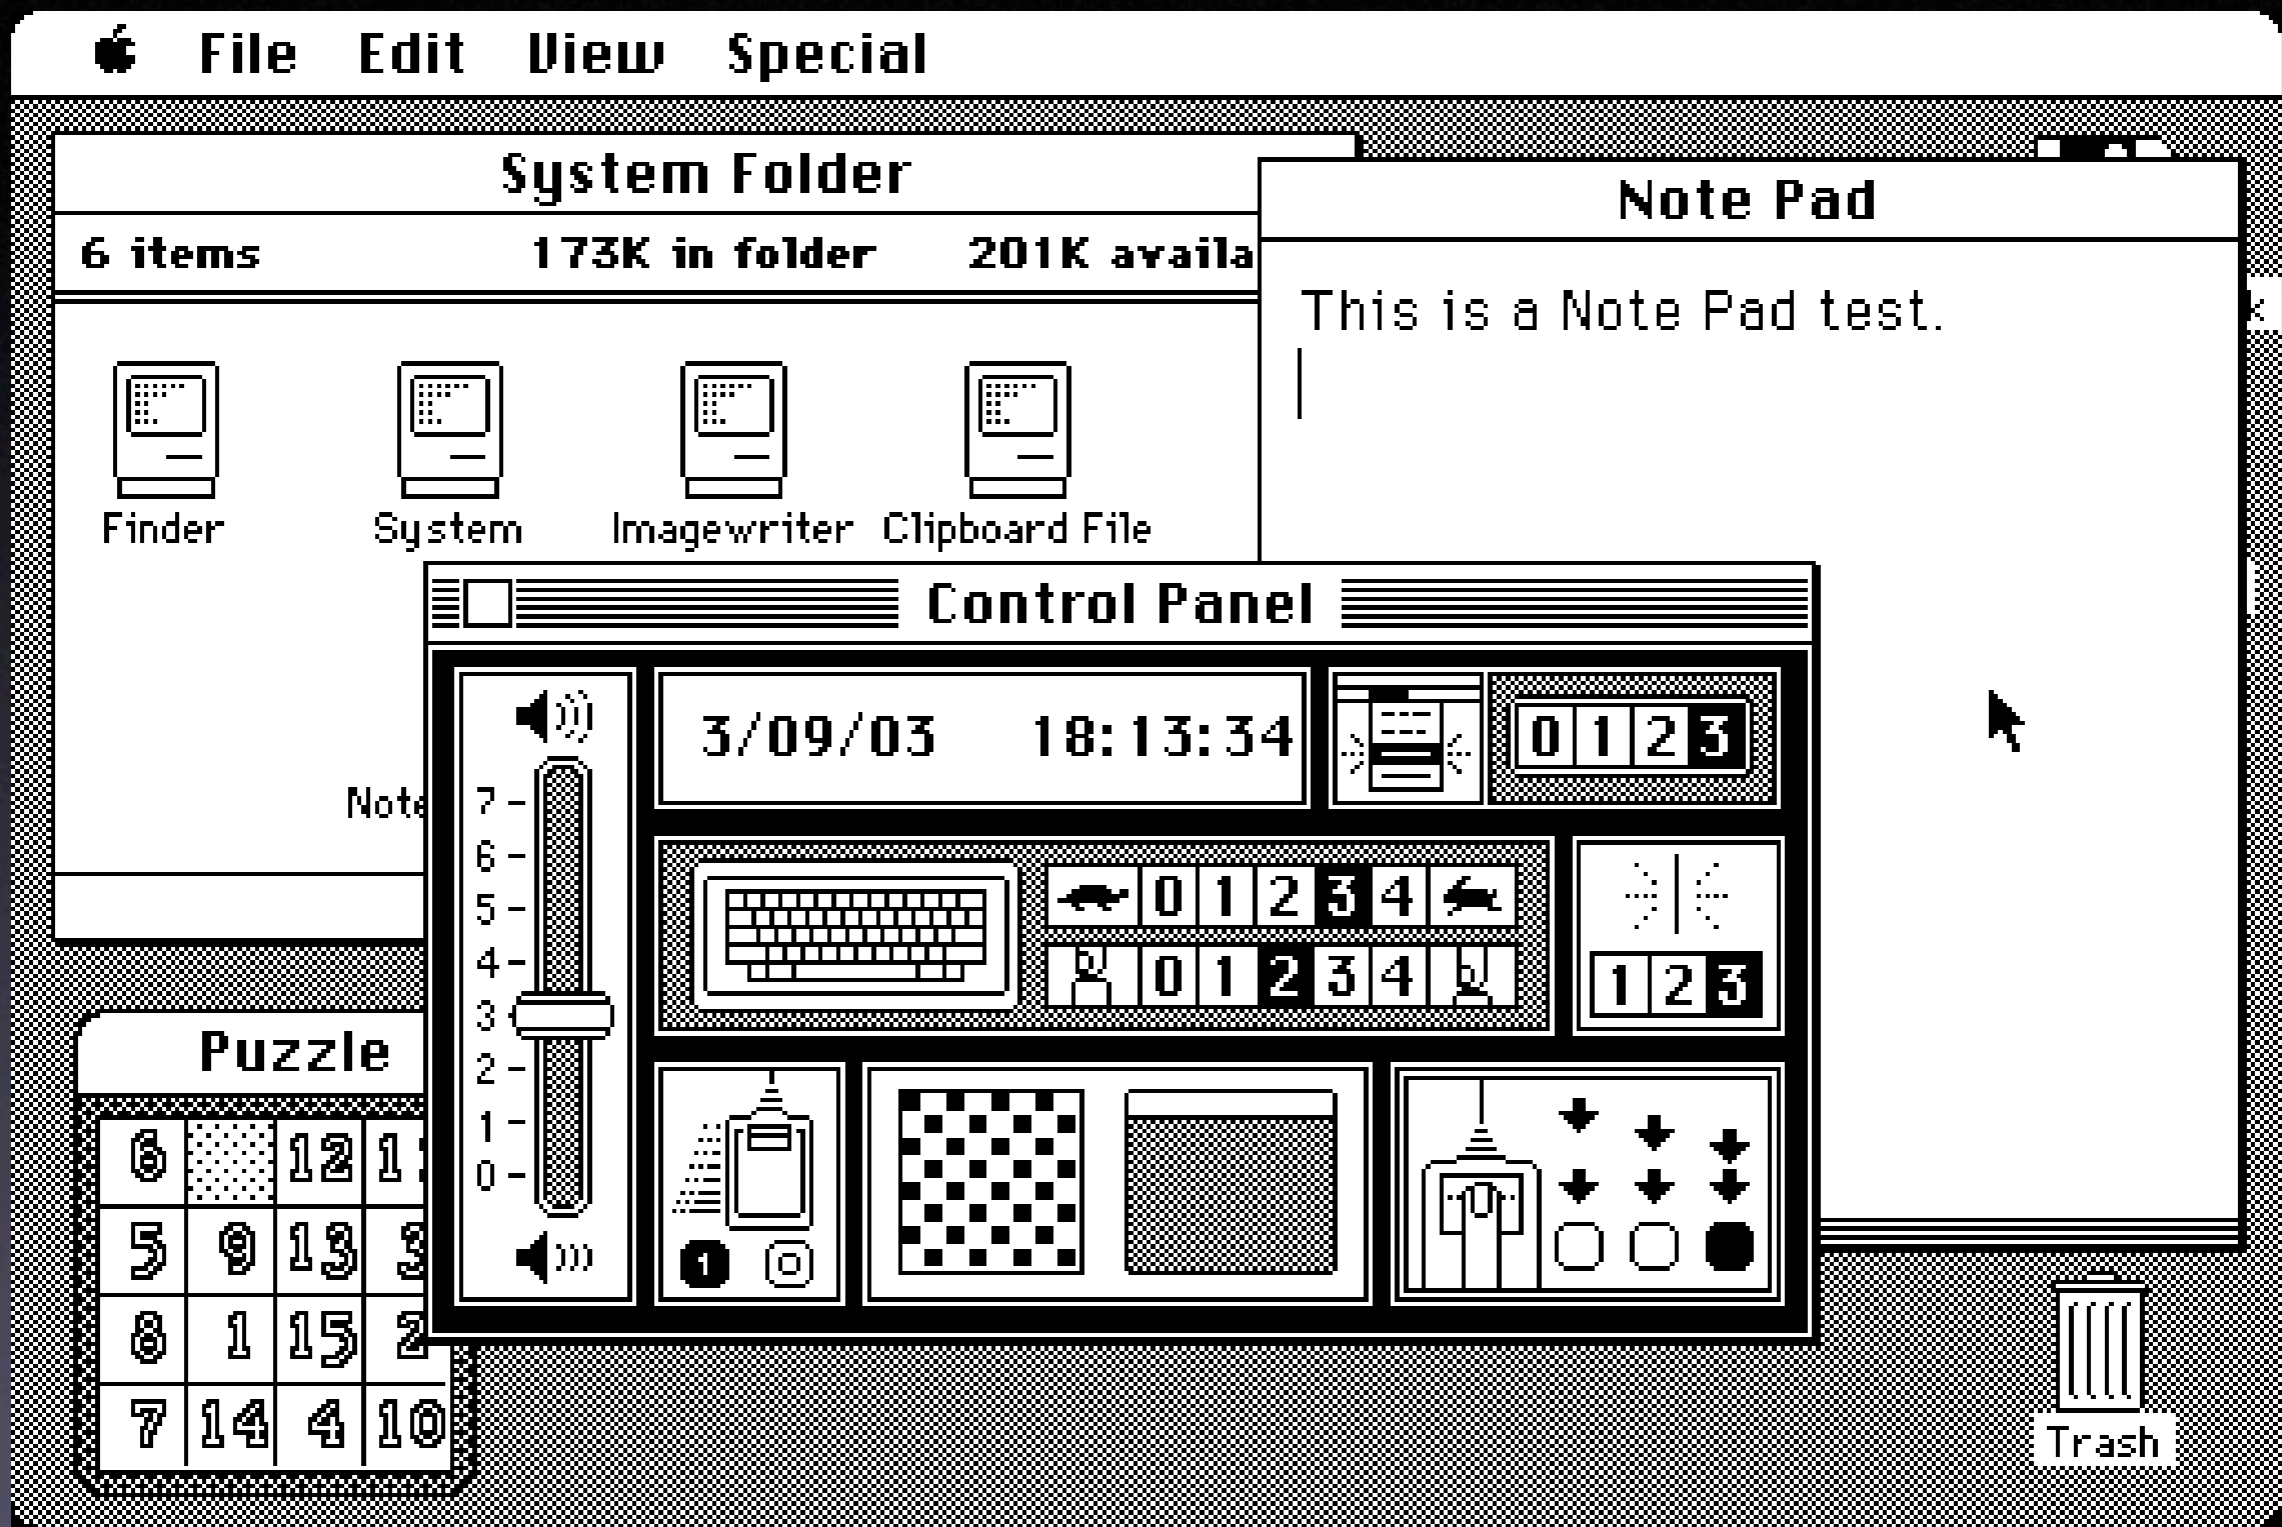 File Edit View Special
System Folder
6 items 173K in folder 201K availa
Finder System Imagewriter Clipboard File
Note
Note Pad
This is a Note Pad test.
k
Control Panel
7
6
5
4
3
2
1
0
3/09/03 18:13:34
0 1 2 3
0 1 2 3 4
0 1 2 3 4
1 2 3
1
Puzzle
6 12
5 9 13 3
8 1 15 2
7 14 4 10
Trash